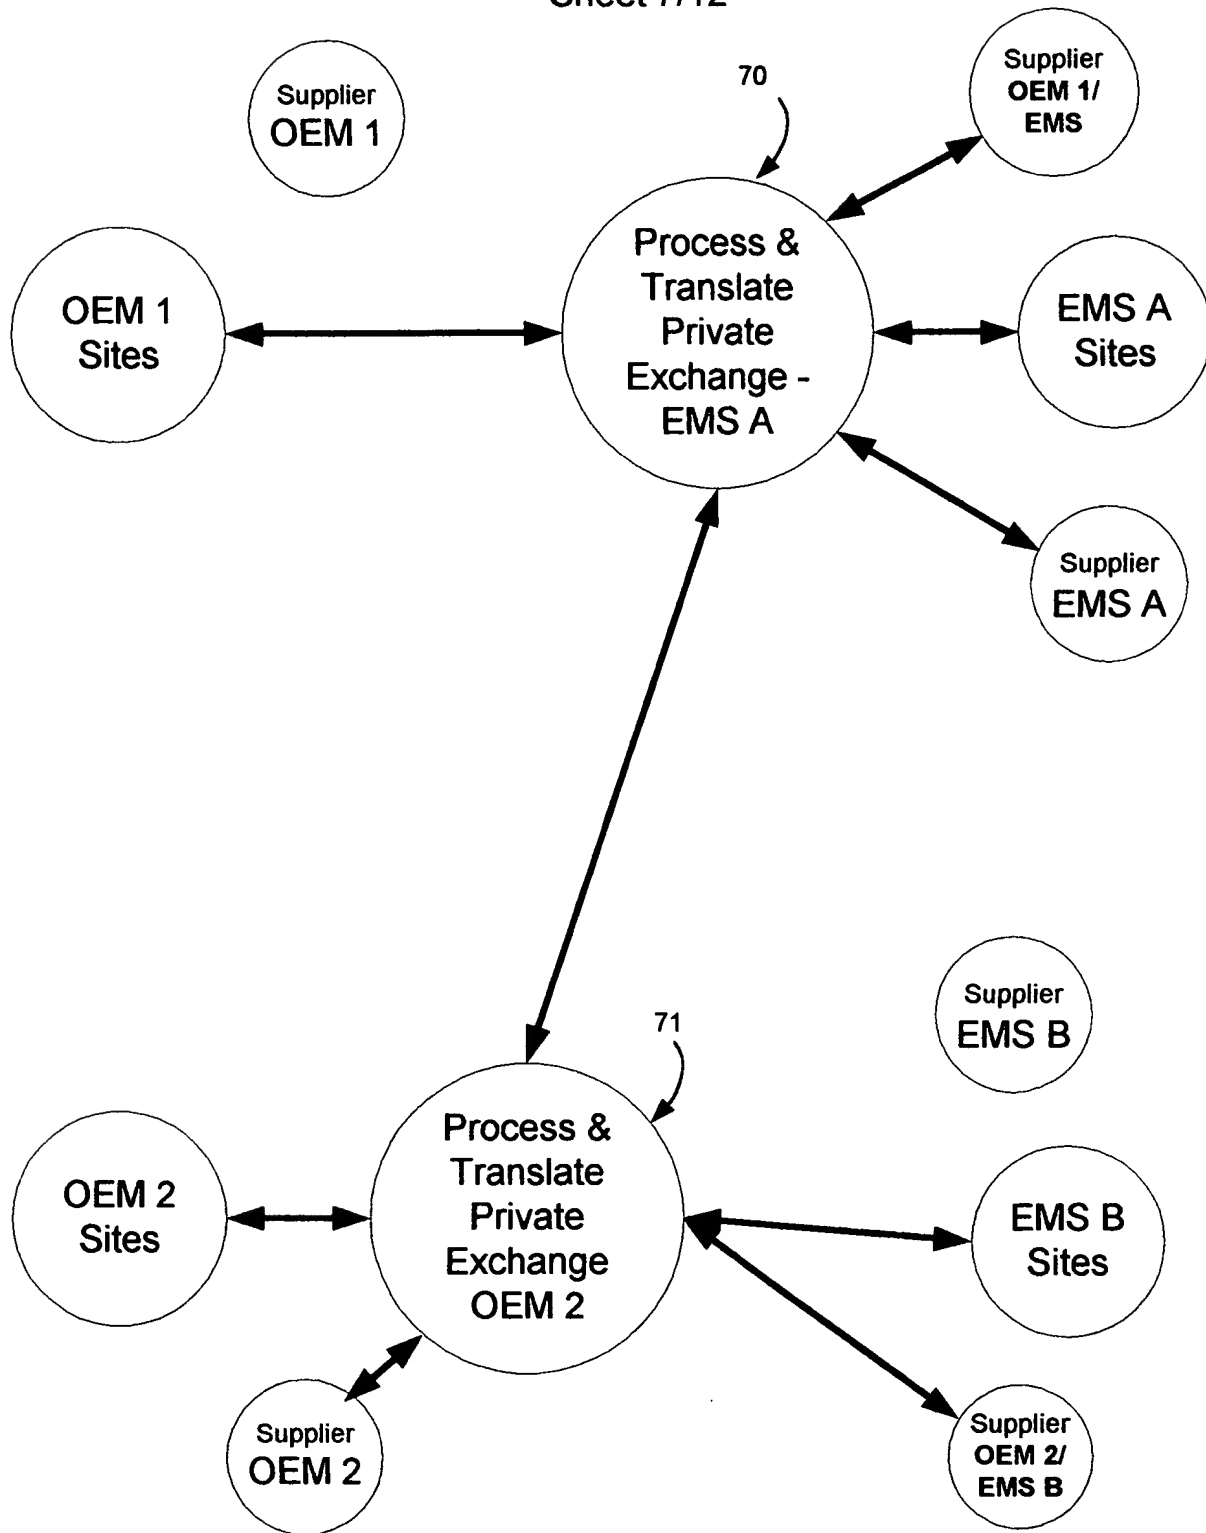 Sheet 7/12
Supplier
OEM 1
70
Supplier
OEM 1/
EMS
OEM 1
Sites
Process &
Translate
Private
Exchange -
EMS A
EMS A
Sites
Supplier
EMS A
Supplier
EMS B
71
OEM 2
Sites
Process &
Translate
Private
Exchange
OEM 2
EMS B
Sites
Supplier
OEM 2
Supplier
OEM 2/
EMS B